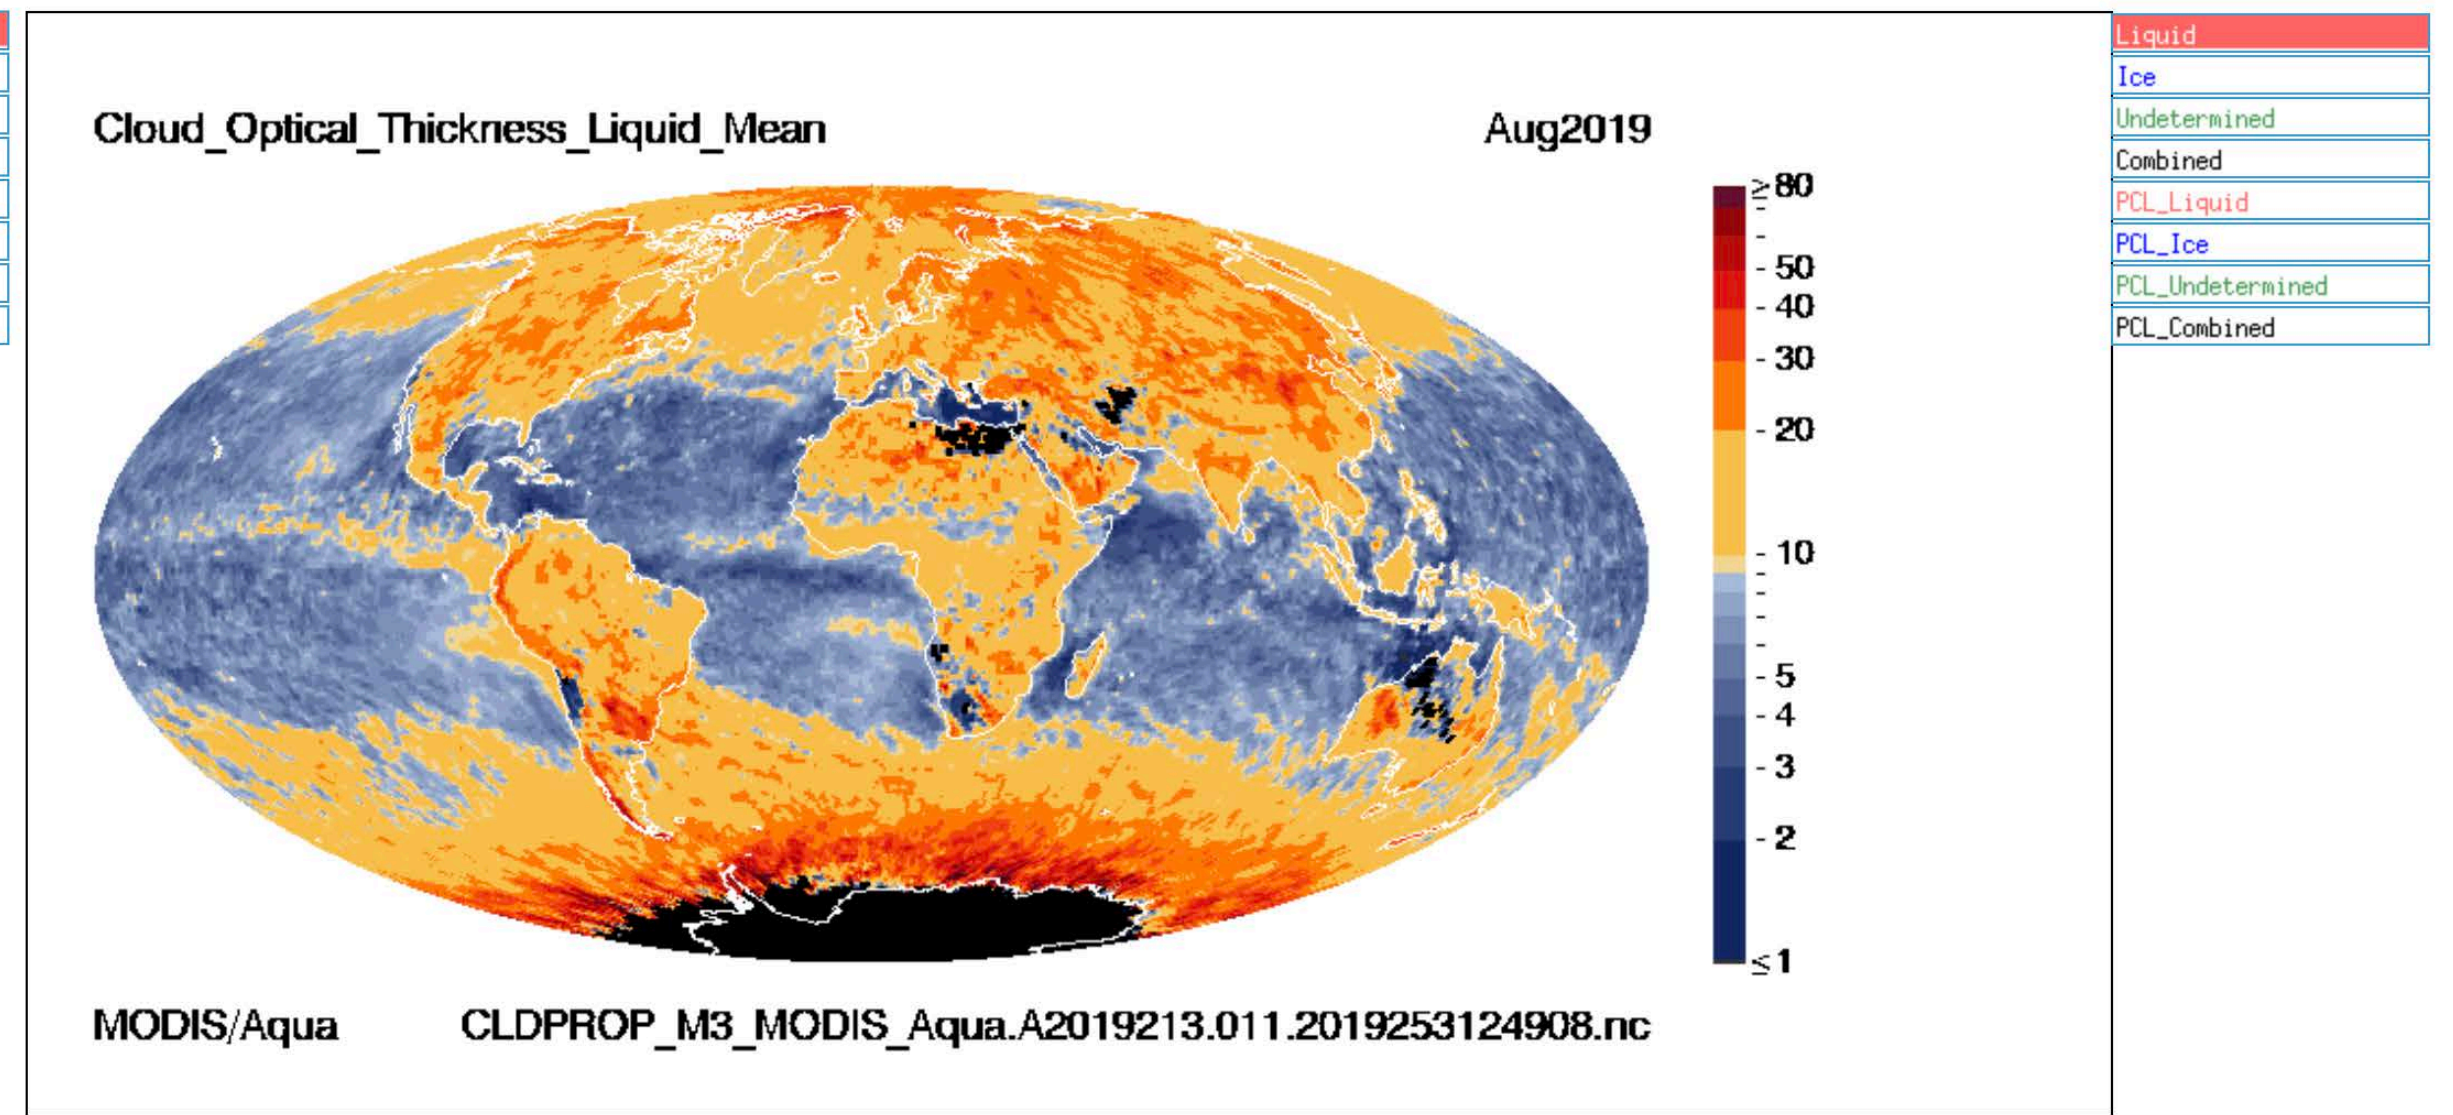 Cloud_Optical_Thickness_Liquid_Mean
Aug2019
≥ 80
- 50
- 40
- 30
- 20
- 10
- 5
- 4
- 3
- 2
≤ 1
MODIS/Aqua
CLDPROP_M3_MODIS_Aqua.A2019213.011.2019253124908.nc
Liquid
Ice
Undetermined
Combined
PCL_Liquid
PCL_Ice
PCL_Undetermined
PCL_Combined